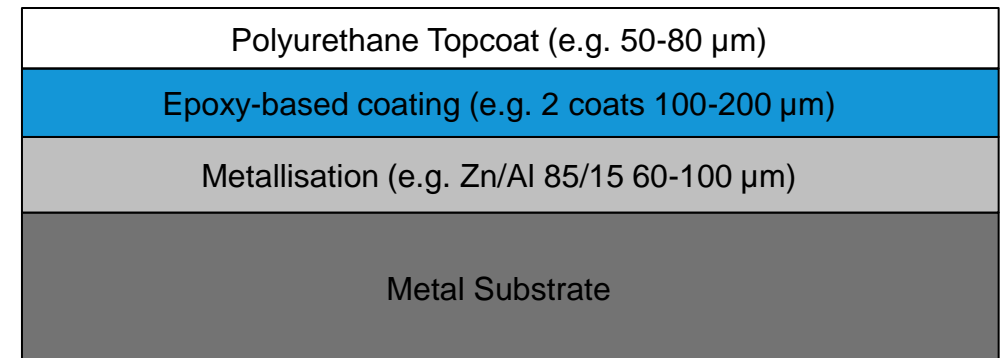 Polyurethane Topcoat (e.g. 50-80 µm)
Epoxy-based coating (e.g. 2 coats 100-200 µm)
Metallisation (e.g. Zn/Al 85/15 60-100 µm)
Metal Substrate